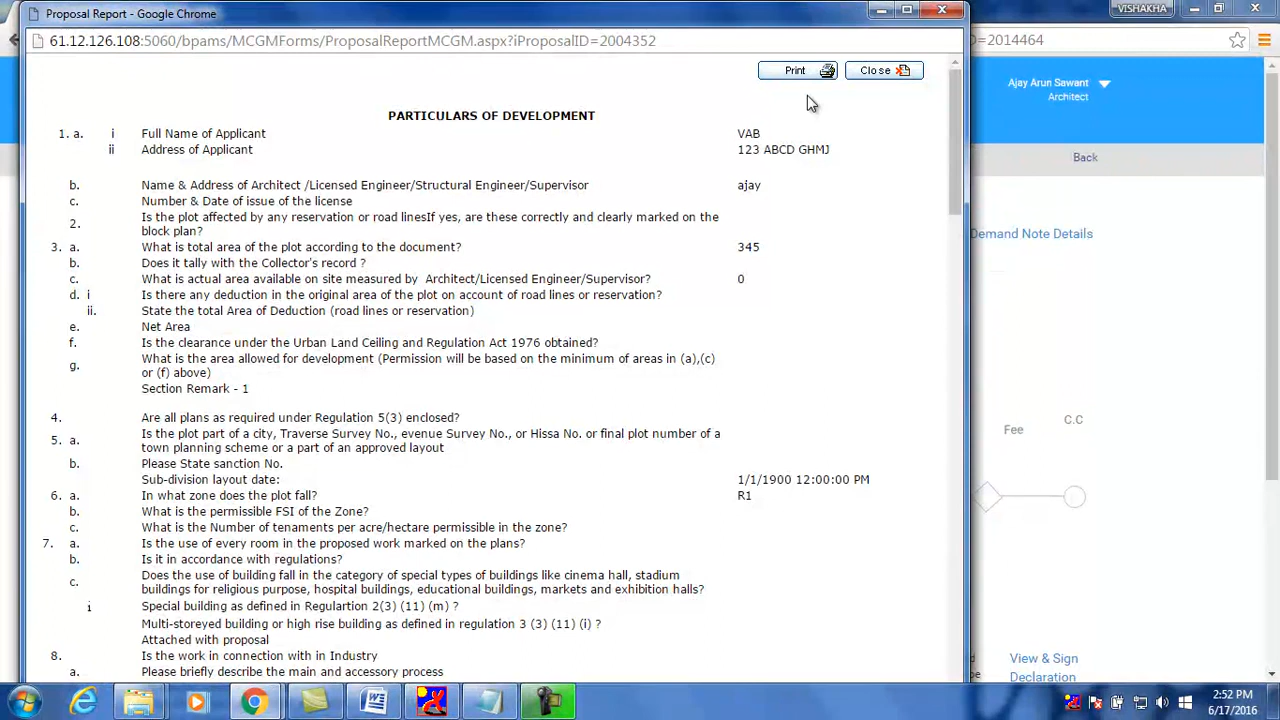 Proposal Report - Google Chrome
VISHAKHA
61.12.126.108:5060/bpams/MCGMForms/ProposalReportMCGM.aspx?iProposalID=2004352
ID=2014464
Print
Close
Ajay Arun Sawant
Architect
Back
Demand Note Details
Fee
C.C
View & Sign
Declaration
PARTICULARS OF DEVELOPMENT
1. a. i Full Name of Applicant VAB
ii Address of Applicant 123 ABCD GHMJ
b. Name & Address of Architect /Licensed Engineer/Structural Engineer/Supervisor ajay
c. Number & Date of issue of the license
2. Is the plot affected by any reservation or road linesIf yes, are these correctly and clearly marked on the
block plan?
3. a. What is total area of the plot according to the document? 345
b. Does it tally with the Collector's record ?
c. What is actual area available on site measured by Architect/Licensed Engineer/Supervisor? 0
d. i Is there any deduction in the original area of the plot on account of road lines or reservation?
ii. State the total Area of Deduction (road lines or reservation)
e. Net Area
f. Is the clearance under the Urban Land Ceiling and Regulation Act 1976 obtained?
g. What is the area allowed for development (Permission will be based on the minimum of areas in (a),(c)
or (f) above)
Section Remark - 1
4. Are all plans as required under Regulation 5(3) enclosed?
5. a. Is the plot part of a city, Traverse Survey No., evenue Survey No., or Hissa No. or final plot number of a
town planning scheme or a part of an approved layout
b. Please State sanction No.
Sub-division layout date: 1/1/1900 12:00:00 PM
6. a. In what zone does the plot fall? R1
b. What is the permissible FSI of the Zone?
c. What is the Number of tenaments per acre/hectare permissible in the zone?
7. a. Is the use of every room in the proposed work marked on the plans?
b. Is it in accordance with regulations?
c. Does the use of building fall in the category of special types of buildings like cinema hall, stadium
buildings for religious purpose, hospital buildings, educational buildings, markets and exhibition halls?
i Special building as defined in Regulartion 2(3) (11) (m) ?
Multi-storeyed building or high rise building as defined in regulation 3 (3) (11) (i) ?
Attached with proposal
8. Is the work in connection with in Industry
a. Please briefly describe the main and accessory process
2:52 PM
6/17/2016